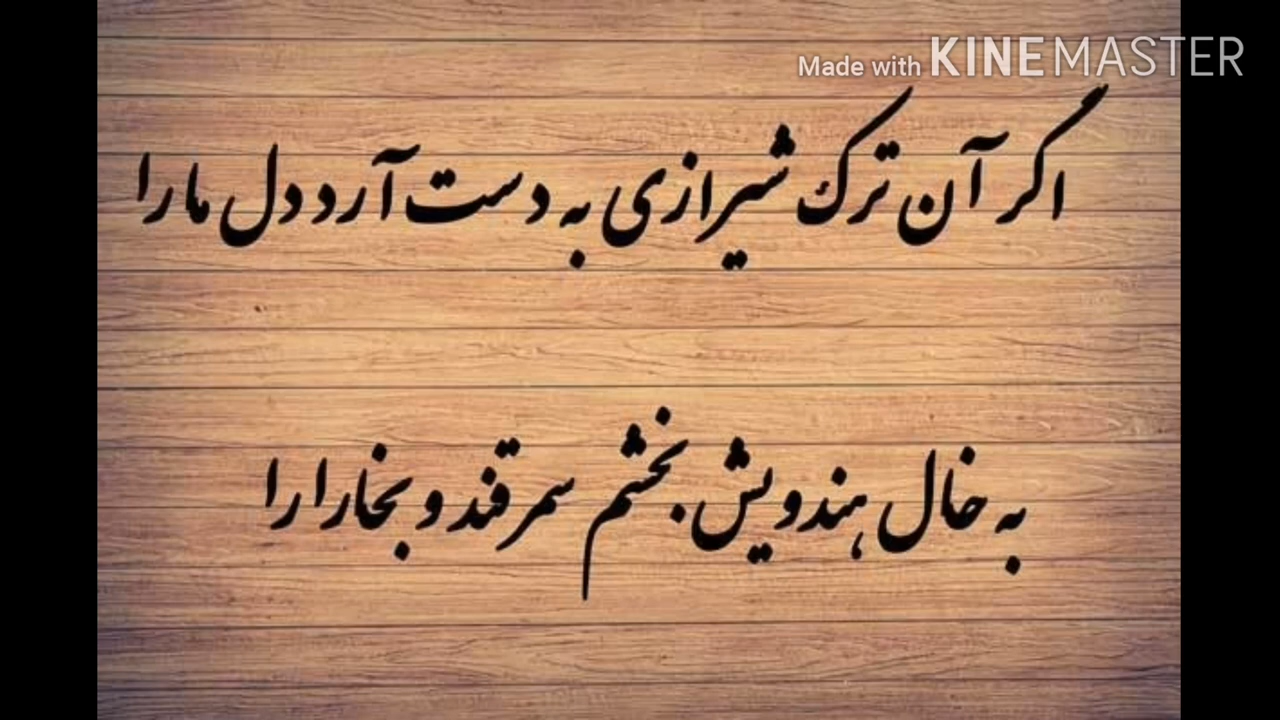 Made with KINEMASTER
اگر آن ترک شیرازی به دست آرد دل ما را
به خال هندویش بخشم سمرقند و بخارا را